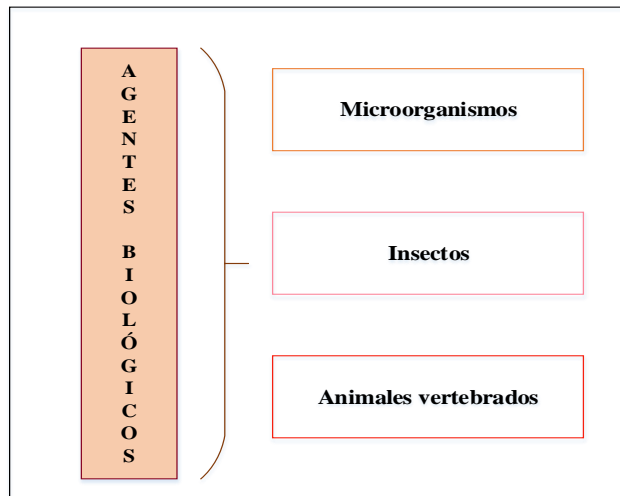 AGENTES BIOLÓGICOS
Microorganismos
Insectos
Animales vertebrados